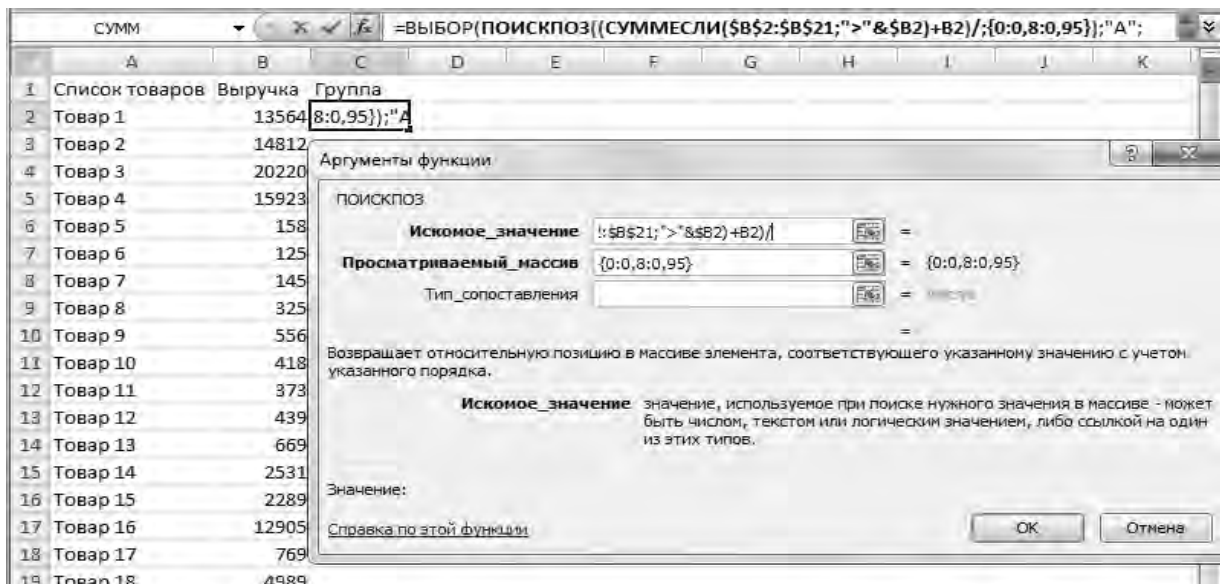 СУММ =ВЫБОР(ПОИСКПОЗ((СУММЕСЛИ($B$2:$B$21;">"&$B2)+B2)/;{0:0,8:0,95});"A";
A B C D E F G H I J K
1 Список товаров Выручка Группа
2 Товар 1 13564 8:0,95});"A
3 Товар 2 14812
4 Товар 3 20220
5 Товар 4 15923
6 Товар 5 158
7 Товар 6 125
8 Товар 7 145
9 Товар 8 325
10 Товар 9 556
11 Товар 10 418
12 Товар 11 373
13 Товар 12 439
14 Товар 13 669
15 Товар 14 2531
16 Товар 15 2289
17 Товар 16 12905
18 Товар 17 769
19 Товар 18 4989
Аргументы функции
ПОИСКПОЗ
Искомое_значение !:$B$21;">"&$B2)+B2)/ =
Просматриваемый_массив {0:0,8:0,95} = {0:0,8:0,95}
Тип_сопоставления =
=
Возвращает относительную позицию в массиве элемента, соответствующего указанному значению с учетом
указанного порядка.
Искомое_значение значение, используемое при поиске нужного значения в массиве - может
быть числом, текстом или логическим значением, либо ссылкой на один
из этих типов.
Значение:
Справка по этой функции OK Отмена